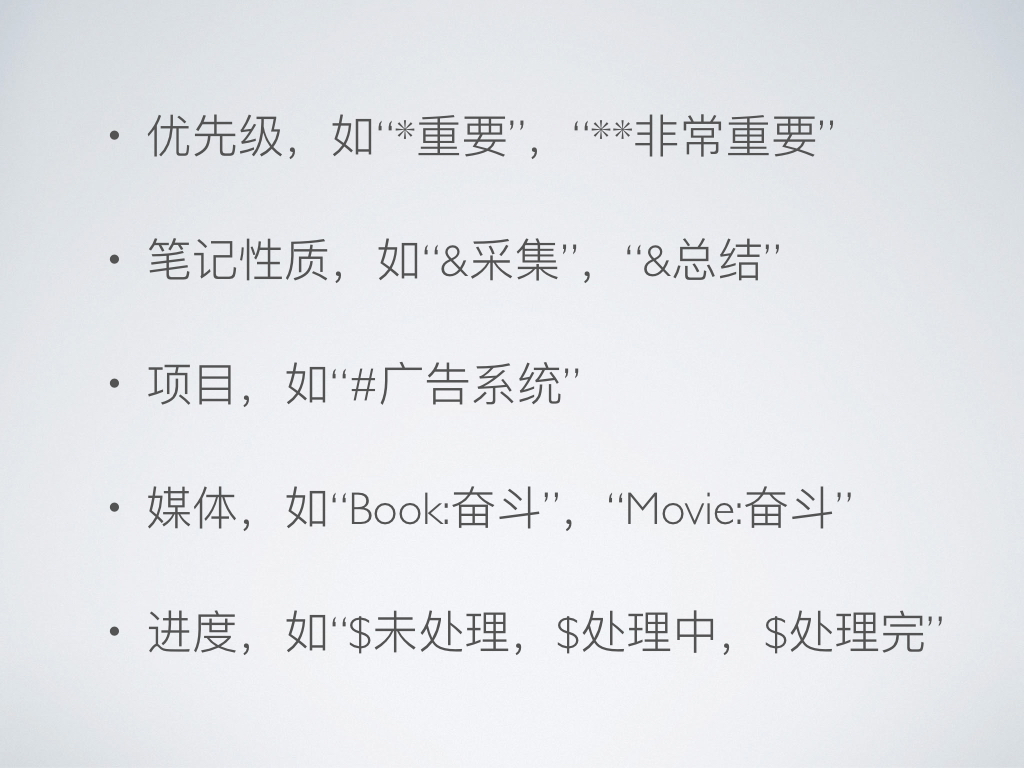 • 优先级，如“*重要”，“**非常重要”
• 笔记性质，如“&采集”，“&总结”
• 项目，如“#广告系统”
• 媒体，如“Book:奋斗”，“Movie:奋斗”
• 进度，如“$未处理，$处理中，$处理完”